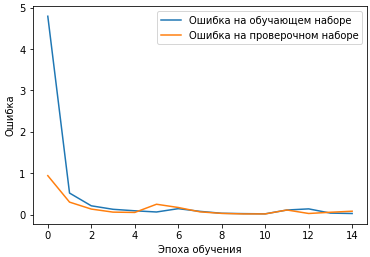 Ошибка на обучающем наборе
Ошибка на проверочном наборе
5
4
3
2
1
0
Ошибка
0 2 4 6 8 10 12 14
Эпоха обучения